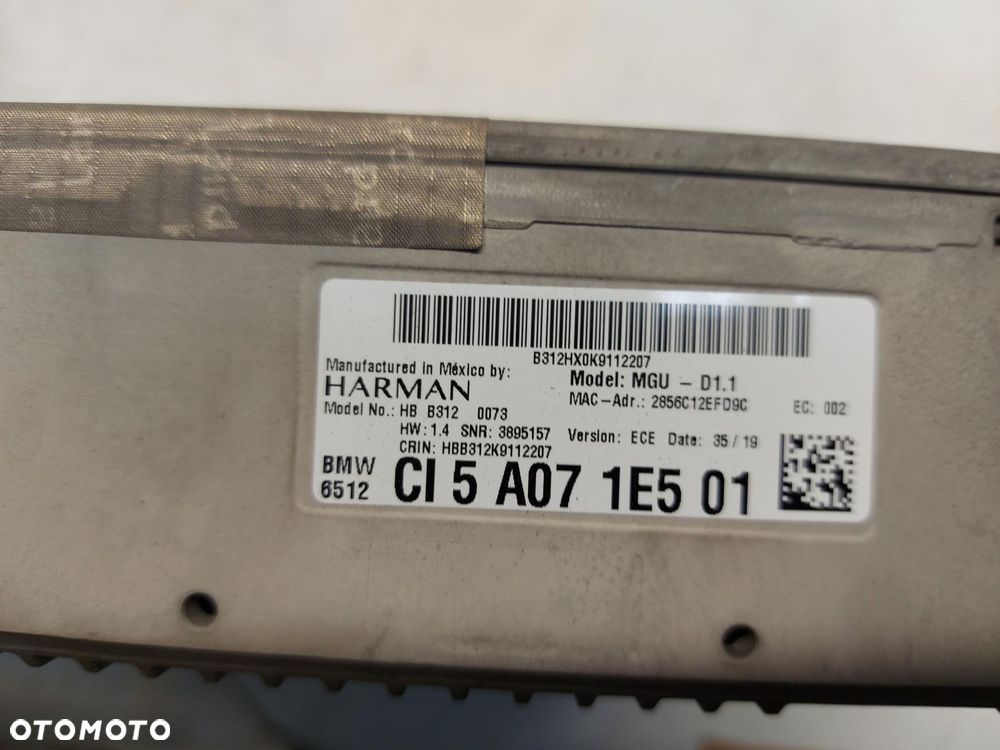 B312HX0K9112207
Manufactured in México by:
HARMAN
Model: MGU - D1.1
MAC-Adr.: 2856C12EFD9C EC: 002
Model No.: HB B312 0073
HW: 1.4 SNR: 3895157 Version: ECE Date: 35/19
CRIN: HBB312K9112207
BMW
6512
CI 5 A07 1E5 01
OTOMOTO